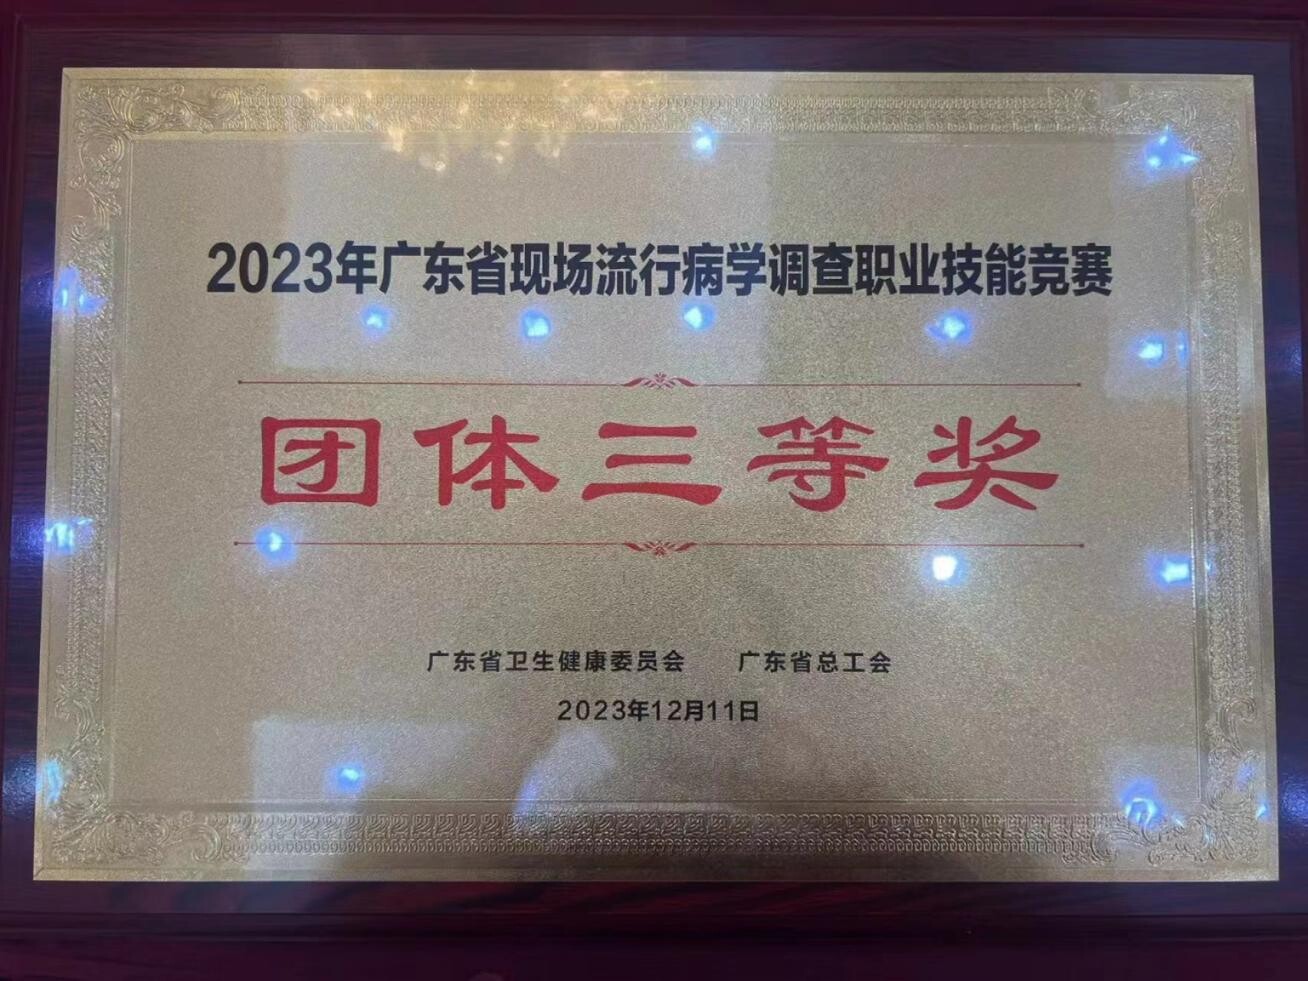 2023年广东省现场流行病学调查职业技能竞赛
团体三等奖
广东省卫生健康委员会 广东省总工会
2023年12月11日